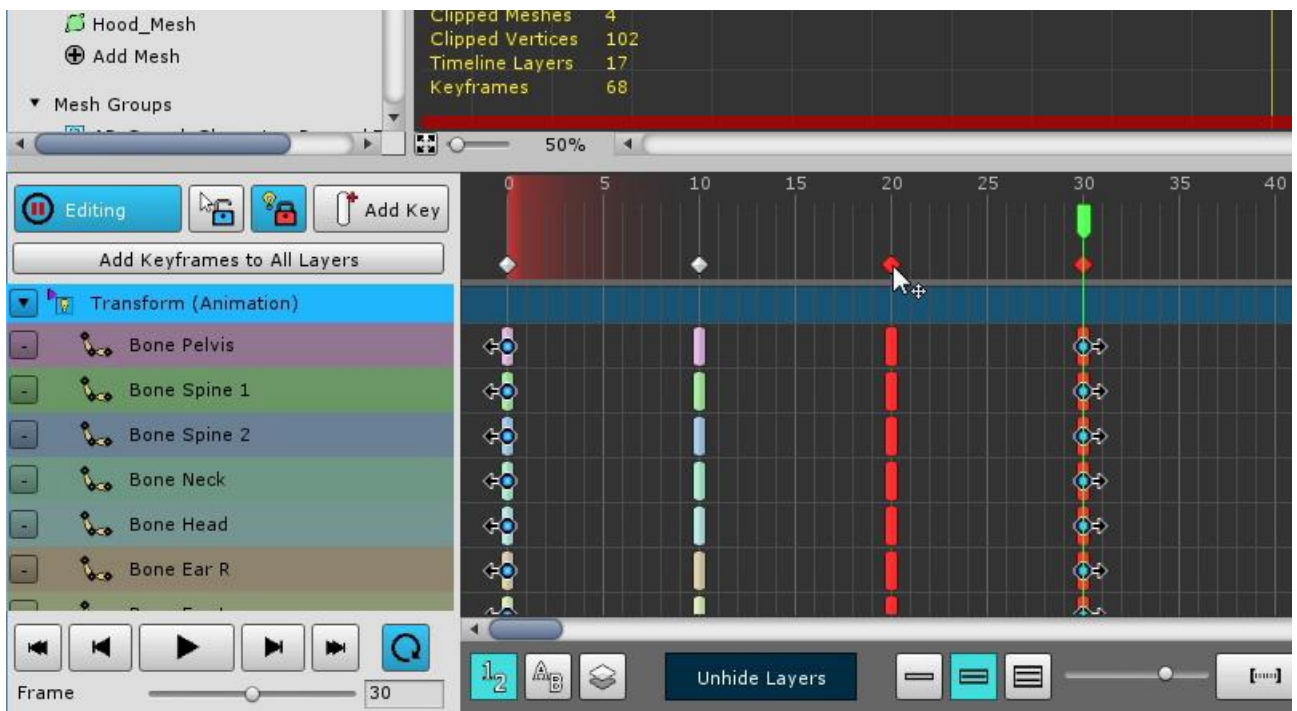 Hood_Mesh
Add Mesh
Mesh Groups
Clipped Meshes 4
Clipped Vertices 102
Timeline Layers 17
Keyframes 68
50%
Editing
Add Key
Add Keyframes to All Layers
0 5 10 15 20 25 30 35 40
Transform (Animation)
Bone Pelvis
Bone Spine 1
Bone Spine 2
Bone Neck
Bone Head
Bone Ear R
Frame 30
1 2
A B
Unhide Layers